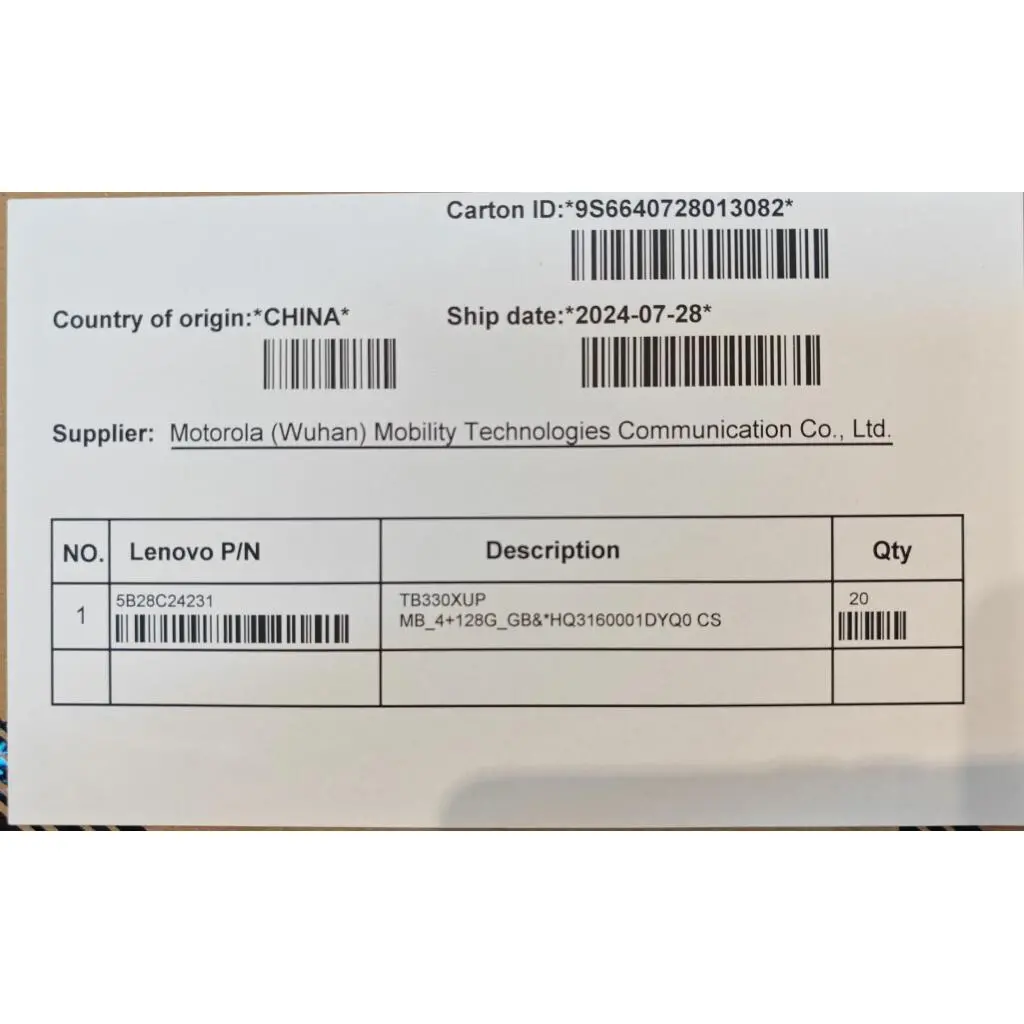 Carton ID:*9S6640728013082*
Country of origin:*CHINA* Ship date:*2024-07-28*
Supplier: Motorola (Wuhan) Mobility Technologies Communication Co., Ltd.
NO. Lenovo P/N Description Qty
1 5B28C24231 TB330XUP 20
MB_4+128G_GB&*HQ3160001DYQ0 CS